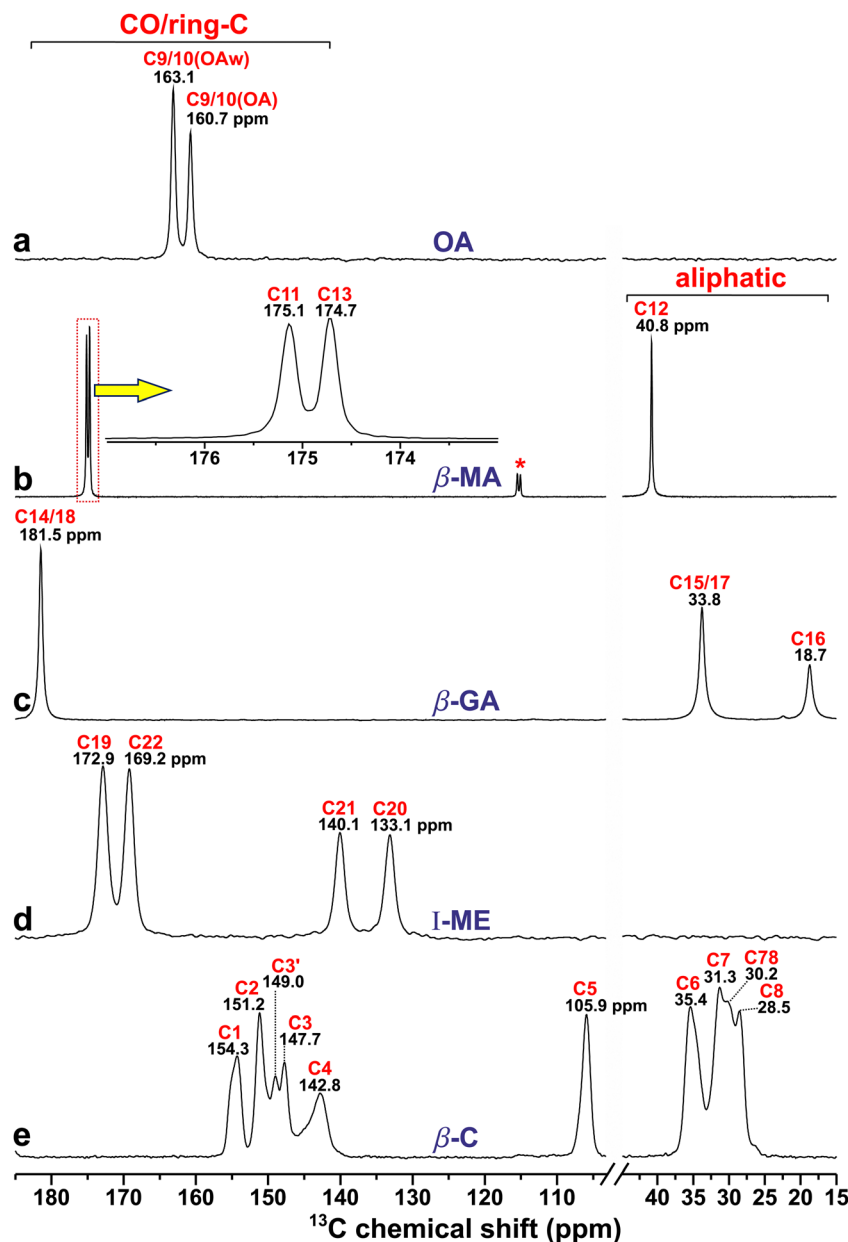 CO/ring-C
C9/10(OAw)
163.1
C9/10(OA)
160.7 ppm
a
OA
aliphatic
C11
175.1
C13
174.7
C12
40.8 ppm
176
175
174
*
b
β-MA
C14/18
181.5 ppm
C15/17
33.8
C16
18.7
c
β-GA
C19
172.9
C22
169.2 ppm
C21
140.1
C20
133.1 ppm
d
I-ME
C1
154.3
C2
151.2
C3'
149.0
C3
147.7
C4
142.8
C5
105.9 ppm
C6
35.4
C7
31.3
C78
30.2
C8
28.5
e
β-C
180 170 160 150 140 130 120 110 40 35 30 25 20 15
13C chemical shift (ppm)